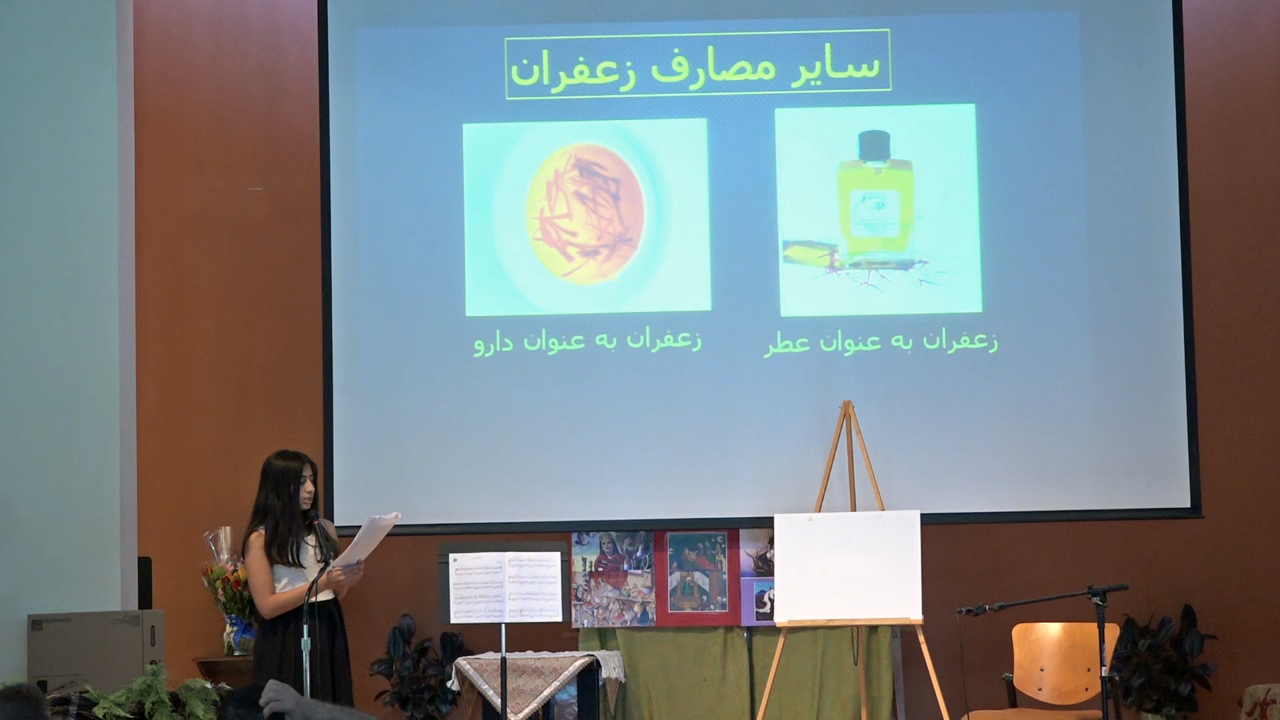 سایر مصارف زعفران
زعفران به عنوان عطر
زعفران به عنوان دارو